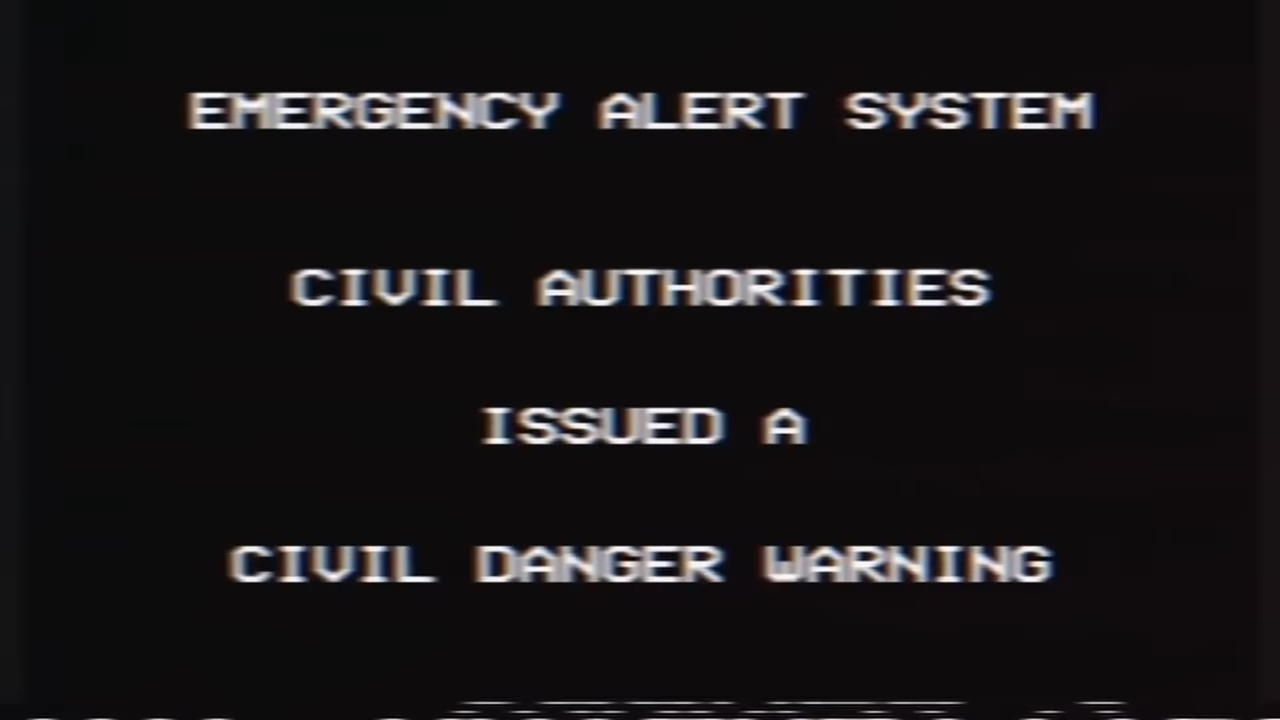 EMERGENCY ALERT SYSTEM
CIVIL AUTHORITIES
ISSUED A
CIVIL DANGER WARNING